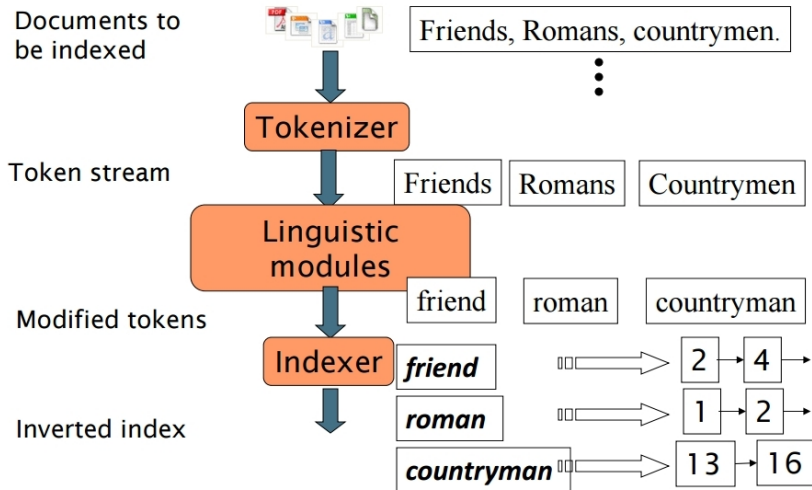 Documents to
be indexed
PDF
Friends, Romans, countrymen.
Tokenizer
Token stream
Friends
Romans
Countrymen
Linguistic
modules
friend
roman
countryman
Modified tokens
Indexer
friend
2
4
roman
1
2
Inverted index
countryman
13
16